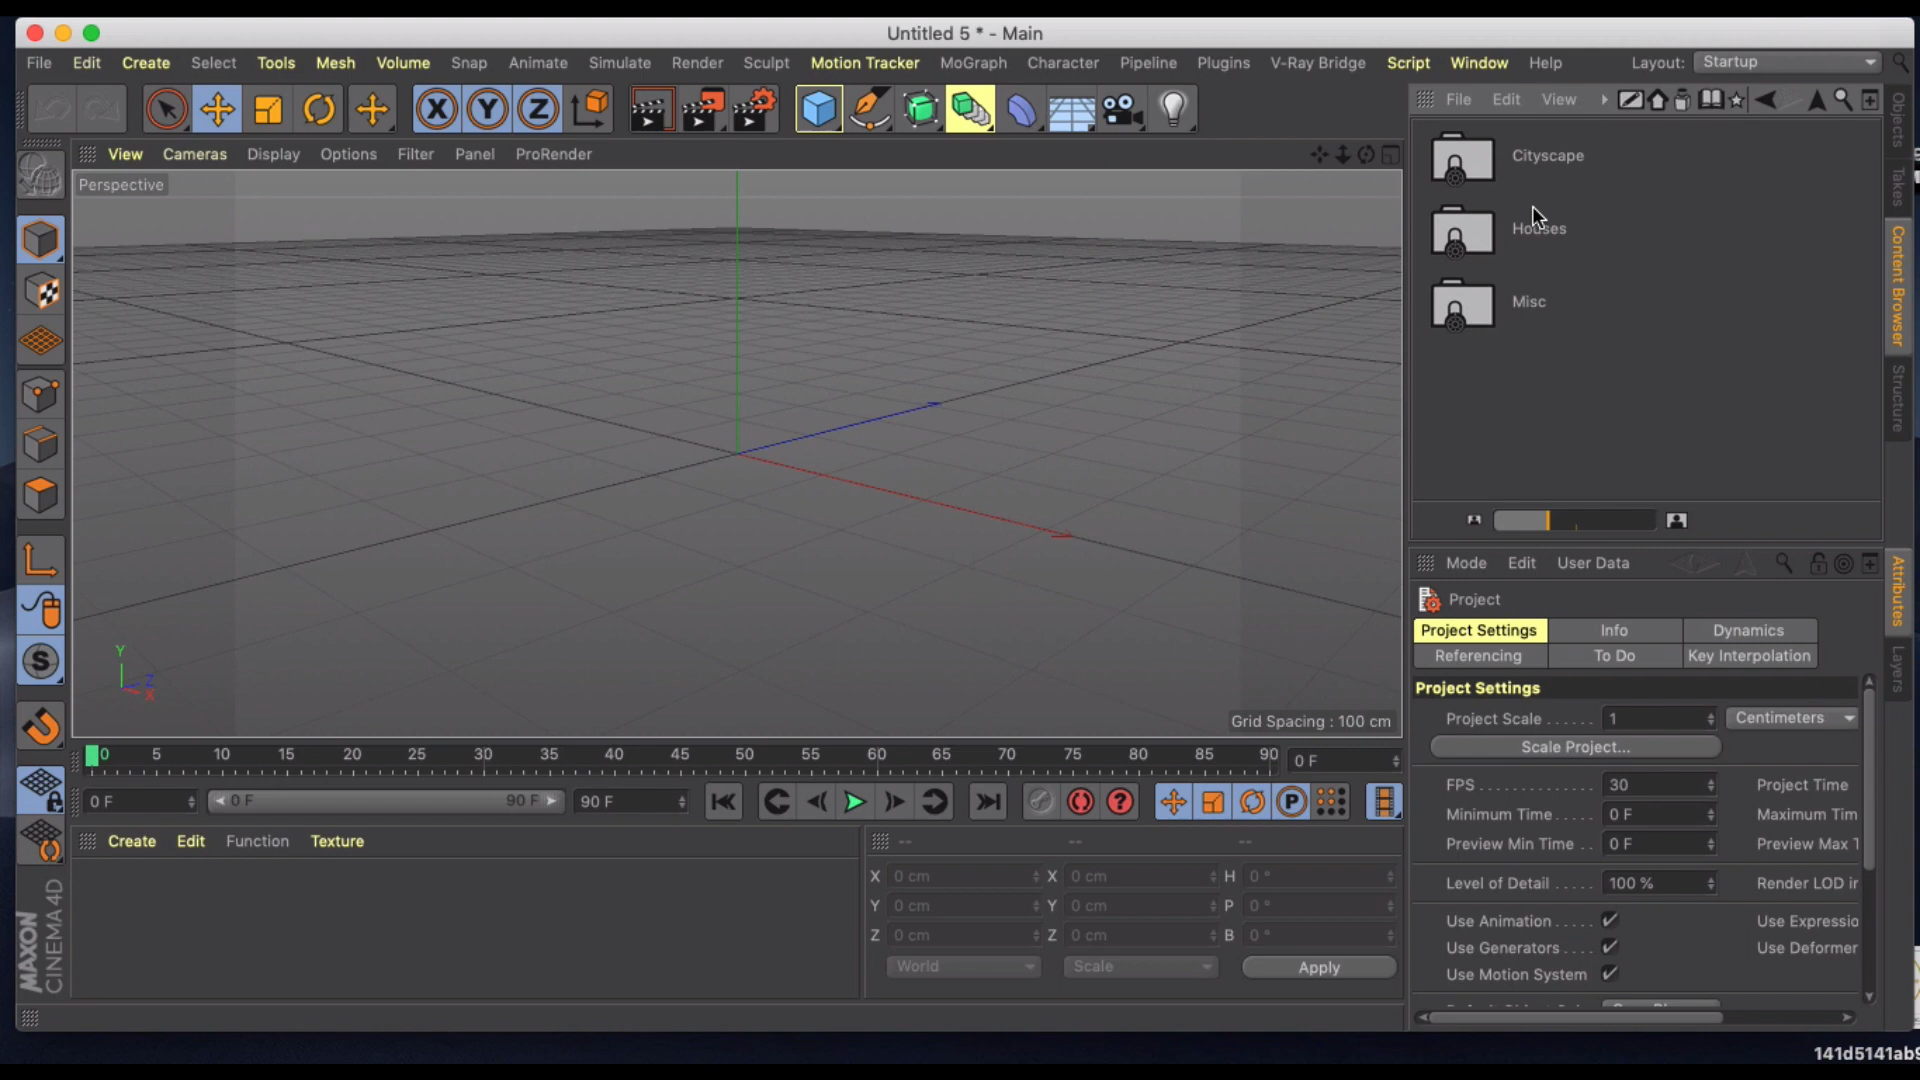 Untitled 5 * - Main
File Edit Create Select Tools Mesh Volume Snap Animate Simulate Render Sculpt Motion Tracker MoGraph Character Pipeline Plugins V-Ray Bridge Script Window Help Layout: Startup
X Y Z
File Edit View
View Cameras Display Options Filter Panel ProRender
Perspective
Cityscape
Houses
Misc
Objects
Takes
Content Browser
Structure
Y
Z
X
S
Grid Spacing : 100 cm
Mode Edit User Data
Project
Project Settings Info Dynamics
Referencing To Do Key Interpolation
Project Settings
Project Scale . . . . . . 1 Centimeters
Scale Project...
FPS . . . . . . . . . . . . . 30 Project Time
Minimum Time . . . . . 0 F Maximum Tim
Preview Min Time . . 0 F Preview Max
Level of Detail . . . . . 100 % Render LOD ir
Use Animation . . . . . Use Expressio
Use Generators . . . . Use Deformer
Use Motion System
Attributes
Layers
0 5 10 15 20 25 30 35 40 45 50 55 60 65 70 75 80 85 90 0 F
0 F 0 F 90 F 90 F P
Create Edit Function Texture
-- -- --
X 0 cm X 0 cm H 0 °
Y 0 cm Y 0 cm P 0 °
Z 0 cm Z 0 cm B 0 °
World Scale Apply
MAXON
CINEMA 4D